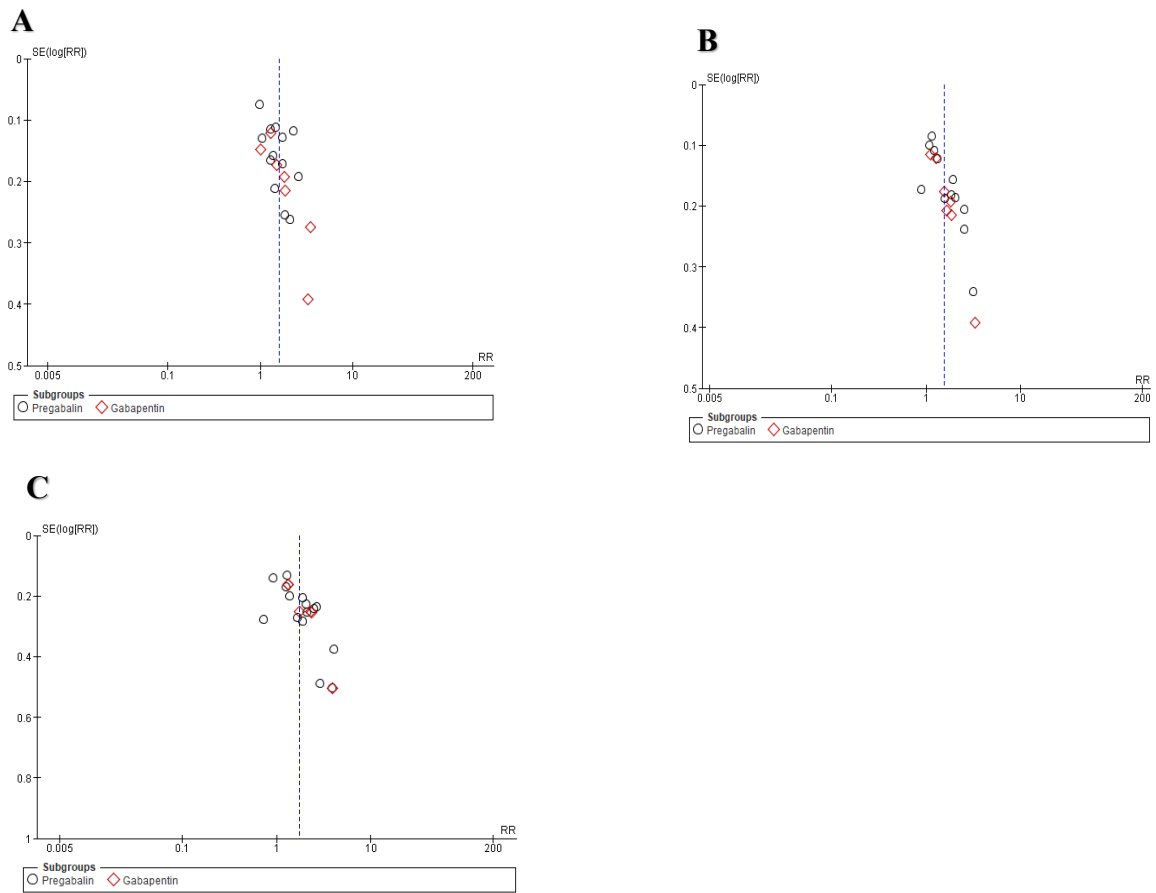 A
SE(log[RR])
0
0.1
0.2
0.3
0.4
0.5
RR
0.005 0.1 1 10 200
Subgroups
Pregabalin Gabapentin
B
SE(log[RR])
0
0.1
0.2
0.3
0.4
0.5
RR
0.005 0.1 1 10 200
Subgroups
Pregabalin Gabapentin
C
SE(log[RR])
0
0.2
0.4
0.6
0.8
1
RR
0.005 0.1 1 10 200
Subgroups
Pregabalin Gabapentin